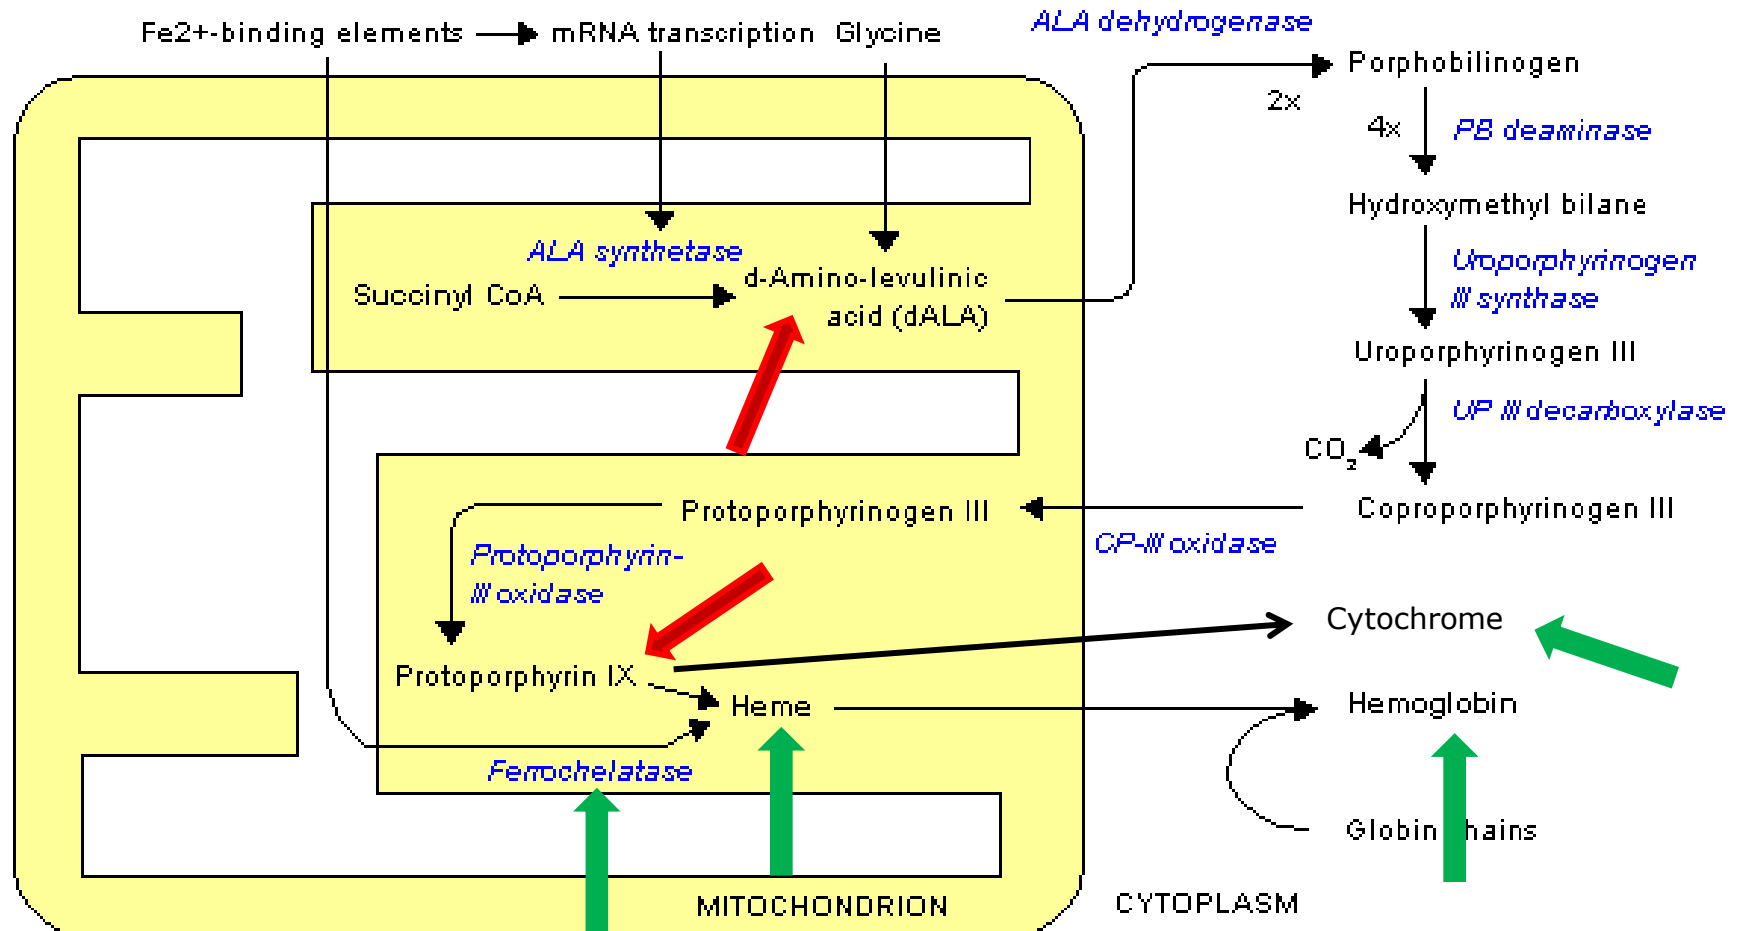 Fe2+-binding elements
mRNA transcription
Glycine
ALA dehydrogenase
Porphobilinogen
2x
4x
PB deaminase
Hydroxymethyl bilane
ALA synthetase
Succinyl CoA
d-Amino-levulinic
acid (dALA)
Uroporphyrinogen
III synthase
Uroporphyrinogen III
UP III decarboxylase
CO2
Protoporphyrinogen III
Coproporphyrinogen III
CP-III oxidase
Protoporphyrin-
III oxidase
Cytochrome
Protoporphyrin IX
Heme
Hemoglobin
Ferrochelatase
Globin hains
MITOCHONDRION
CYTOPLASM